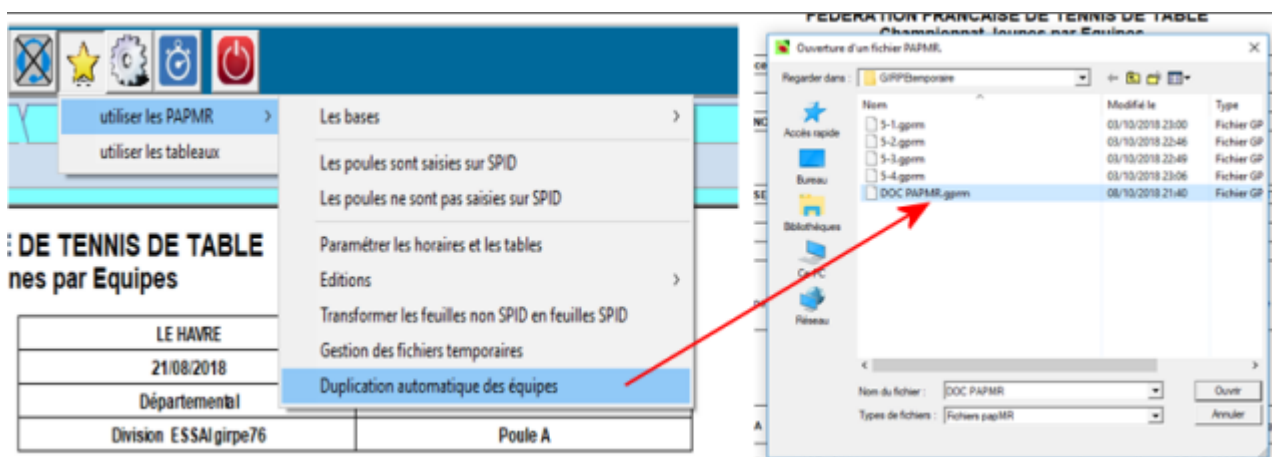 utiliser les PAPMR
utiliser les tableaux
Les bases
Les poules sont saisies sur SPID
Les poules ne sont pas saisies sur SPID
Paramétrer les horaires et les tables
Editions
Transformer les feuilles non SPID en feuilles SPID
Gestion des fichiers temporaires
Duplication automatique des équipes
DE TENNIS DE TABLE
nes par Equipes
LE HAVRE
21/08/2018
Départemental
Division ESSAI girpe76
Poule A
FEDERATION FRANCAISE DE TENNIS DE TABLE
Championnat Jeunes par Equipes
Ouverture d'un fichier PAPMR.
Regarder dans : GIRPEtemporaire
Nom Modifié le Type
5-1.gprm 03/10/2018 23:00 Fichier GP
5-2.gprm 03/10/2018 22:46 Fichier GP
5-3.gprm 03/10/2018 22:49 Fichier GP
5-4.gprm 03/10/2018 23:06 Fichier GP
DOC PAPMR.gprm 08/10/2018 21:40 Fichier GP
Accès rapide
Bureau
Bibliothèques
Ce PC
Réseau
Nom du fichier : DOC PAPMR Ouvrir
Types de fichiers : Fichiers papMR Annuler